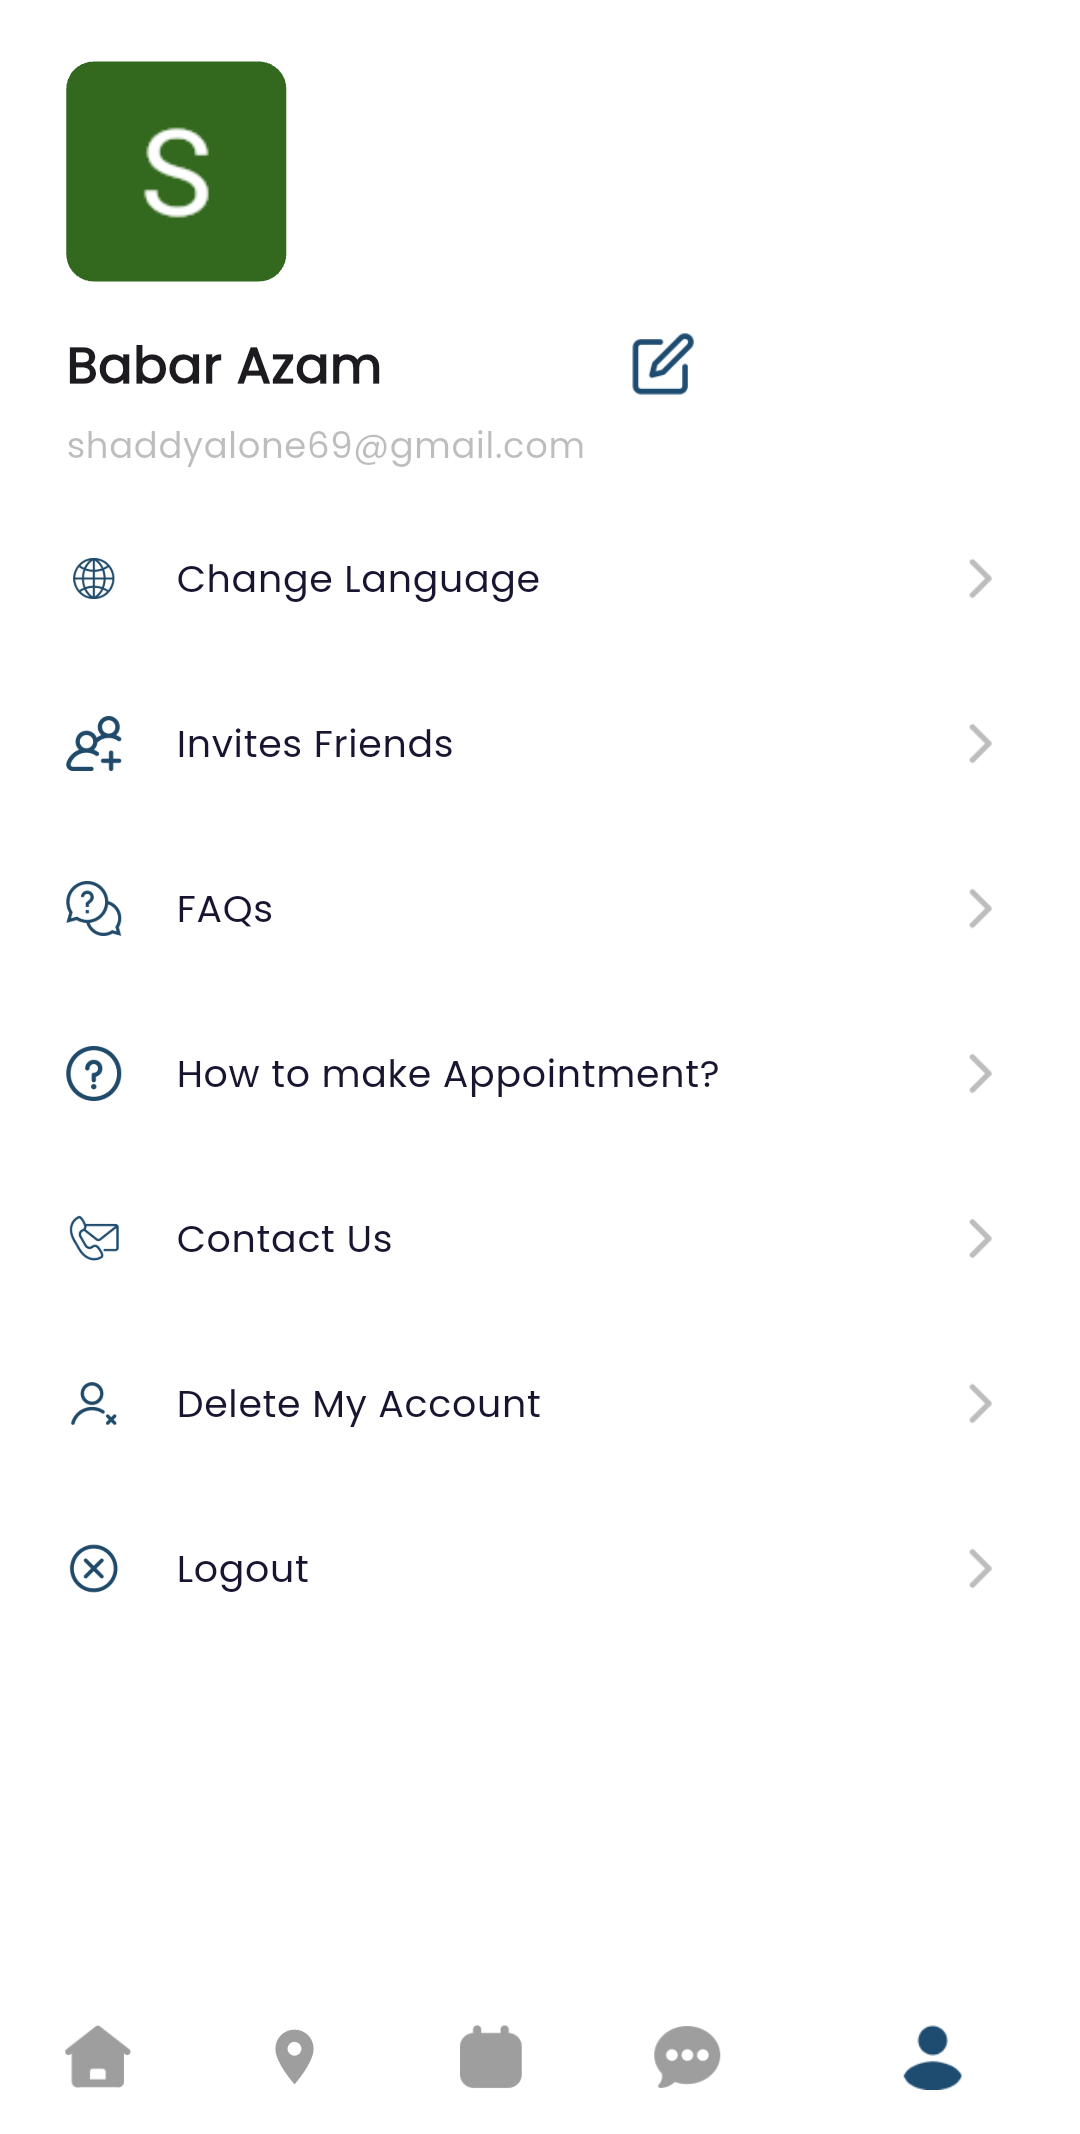 S
Babar Azam
shaddyalone69@gmail.com
Change Language
Invites Friends
FAQs
How to make Appointment?
Contact Us
Delete My Account
Logout